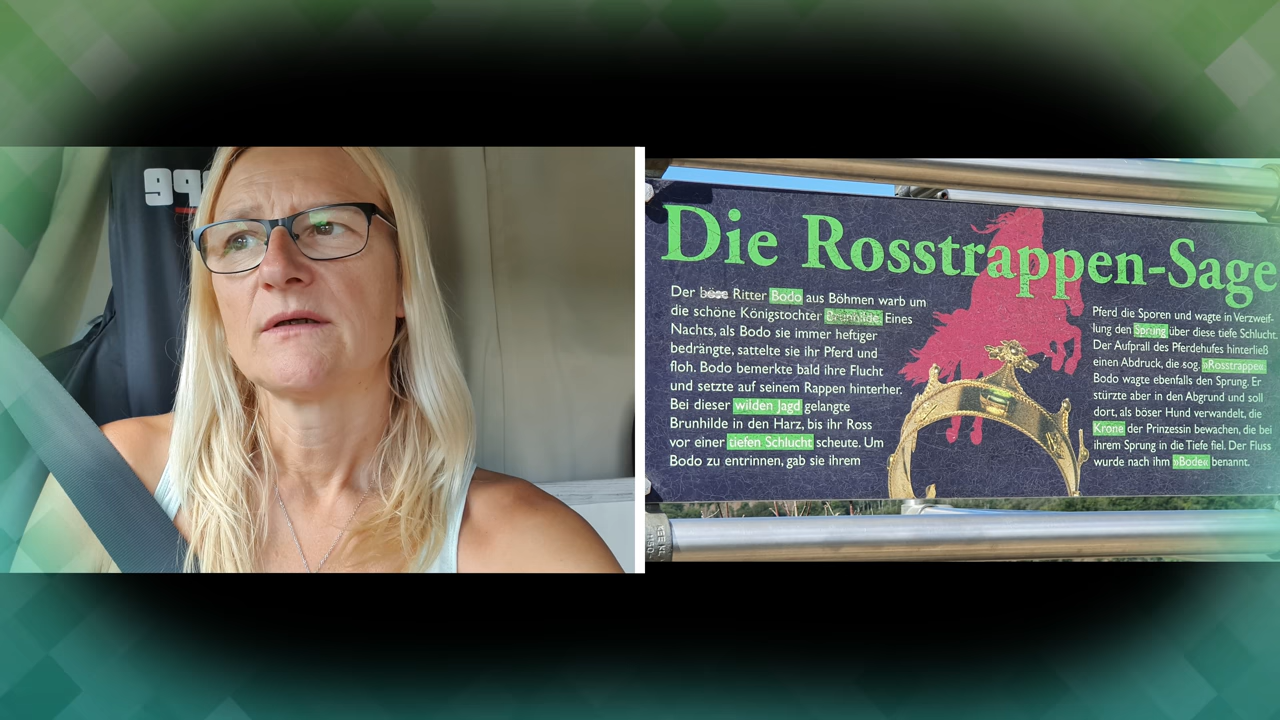 Die Rosstrappen-Sage
Der böse Ritter Bodo aus Böhmen warb um
die schöne Königstochter Brunhilde. Eines
Nachts, als Bodo sie immer heftiger
bedrängte, sattelte sie ihr Pferd und
floh. Bodo bemerkte bald ihre Flucht
und setzte auf seinem Rappen hinterher.
Bei dieser wilden Jagd gelangte
Brunhilde in den Harz, bis ihr Ross
vor einer tiefen Schlucht scheute. Um
Bodo zu entrinnen, gab sie ihrem
Pferd die Sporen und wagte in Verzweif-
lung den Sprung über diese tiefe Schlucht.
Der Aufprall des Pferdehufes hinterließ
einen Abdruck, die sog. »Rosstrappe«.
Bodo wagte ebenfalls den Sprung. Er
stürzte aber in den Abgrund und soll
dort, als böser Hund verwandelt, die
Krone der Prinzessin bewachen, die bei
ihrem Sprung in die Tiefe fiel. Der Fluss
wurde nach ihm »Bode« benannt.